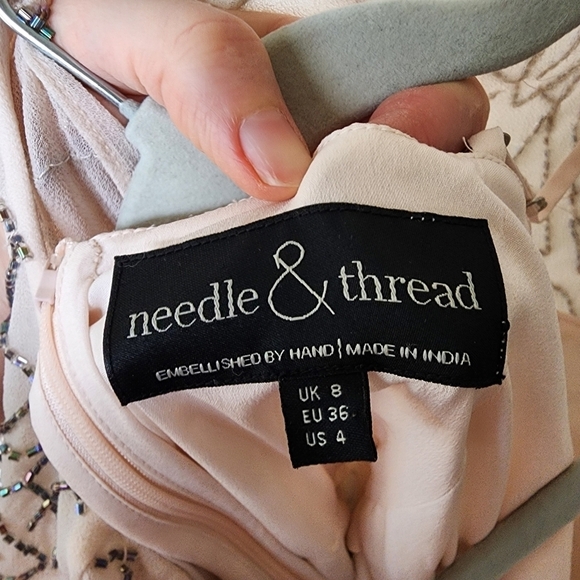 needle & thread
EMBELLISHED BY HAND | MADE IN INDIA
UK 8
EU 36
US 4